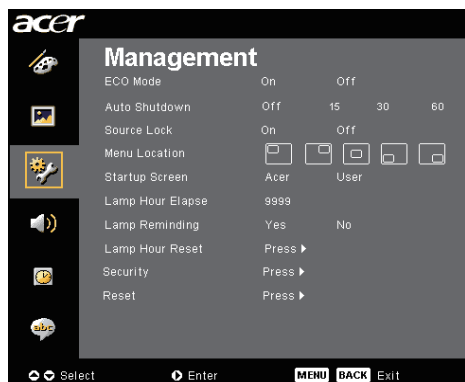 acer
Management
ECO Mode On Off
Auto Shutdown Off 15 30 60
Source Lock On Off
Menu Location
Startup Screen Acer User
Lamp Hour Elapse 9999
Lamp Reminding Yes No
Lamp Hour Reset Press
Security Press
Reset Press
abc
Select Enter MENU BACK Exit